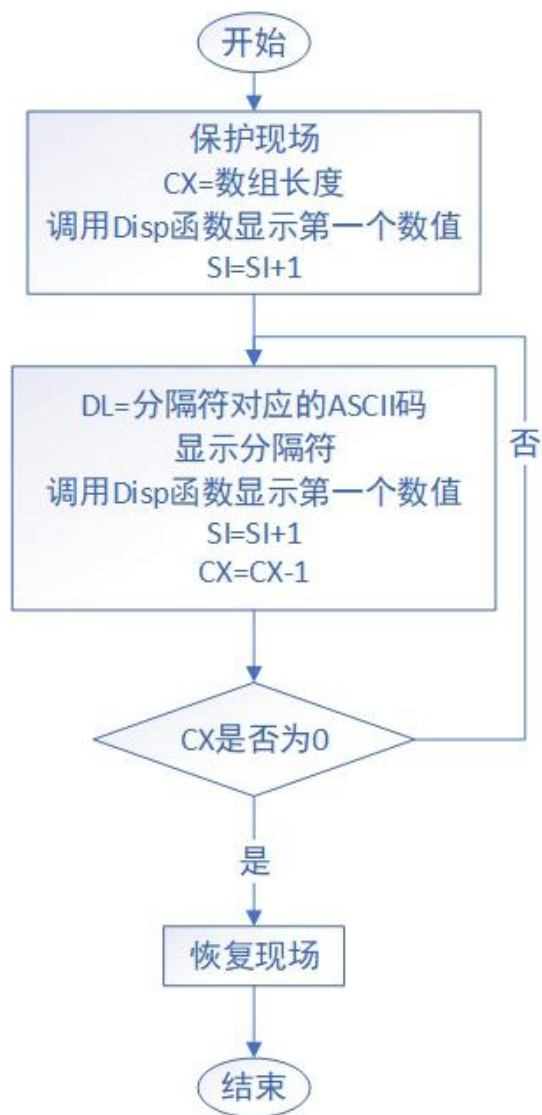 开始
保护现场
CX=数组长度
调用Disp函数显示第一个数值
SI=SI+1
DL=分隔符对应的ASCII码
显示分隔符
调用Disp函数显示第一个数值
SI=SI+1
CX=CX-1
否
CX是否为0
是
恢复现场
结束